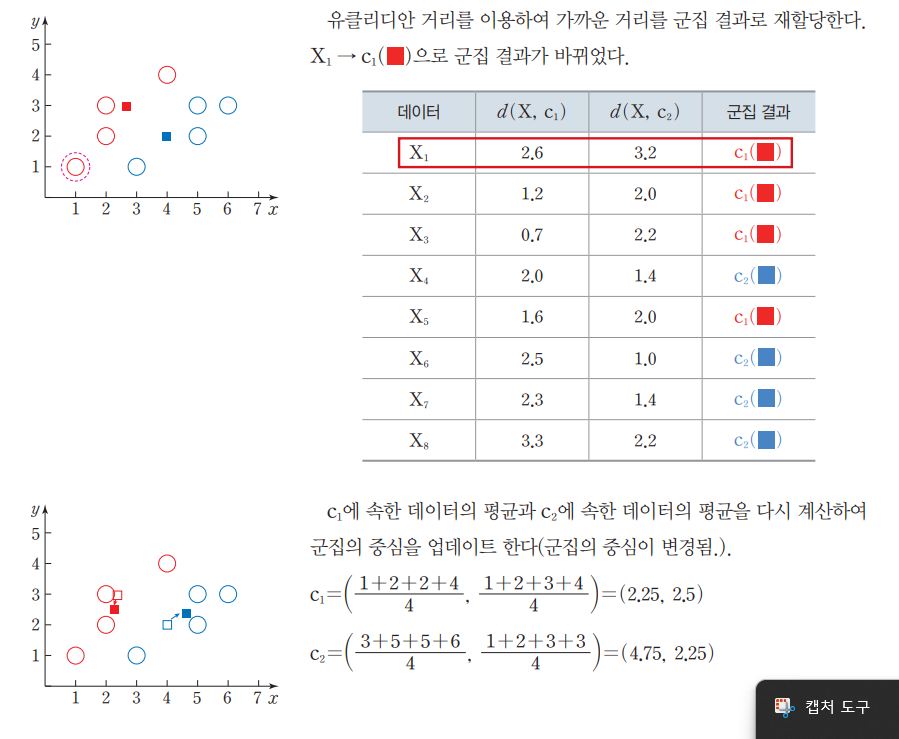 유클리디안 거리를 이용하여 가까운 거리를 군집 결과로 재할당한다.
X₁ → c₁(■)으로 군집 결과가 바뀌었다.
y
5
4
3
2
1
1 2 3 4 5 6 7 x
데이터 d(X, c₁) d(X, c₂) 군집 결과
X₁ 2.6 3.2 c₁(■)
X₂ 1.2 2.0 c₁(■)
X₃ 0.7 2.2 c₁(■)
X₄ 2.0 1.4 c₂(■)
X₅ 1.6 2.0 c₁(■)
X₆ 2.5 1.0 c₂(■)
X₇ 2.3 1.4 c₂(■)
X₈ 3.3 2.2 c₂(■)
y
5
4
3
2
1
1 2 3 4 5 6 7 x
c₁에 속한 데이터의 평균과 c₂에 속한 데이터의 평균을 다시 계산하여
군집의 중심을 업데이트 한다(군집의 중심이 변경됨.).
c₁=(1+2+2+4/4, 1+2+3+4/4)=(2.25, 2.5)
c₂=(3+5+5+6/4, 1+2+3+3/4)=(4.75, 2.25)
캡처 도구